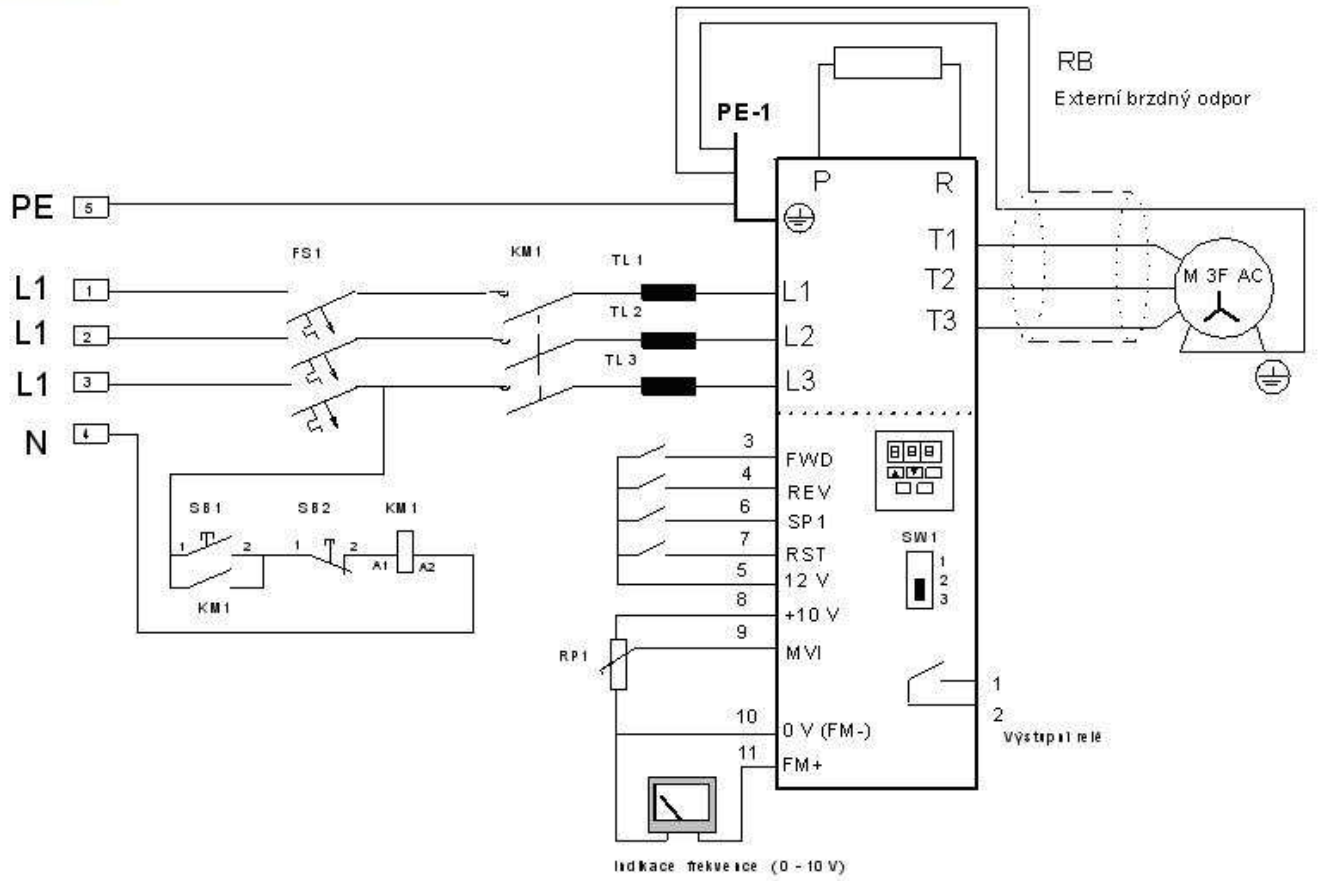 RB
Externí brzdný odpor
PE-1
P R
PE 5
T1
FS1 KM1 TL 1
L1 1 L1
T2
M 3F AC
TL 2
L1 2 L2
T3
TL 3
L1 3 L3
N 4
3 FWD
4 REV
6 SP1
7 RST
5 12 V
SW1
1
2
3
SB1 SB2 KM1
1 2 1 2
A1 A2
KM1
8 +10 V
9 MVI
RP1
1
2
Výstupní relé
10 0 V (FM-)
11 FM+
Indikace frekvence (0 - 10 V)